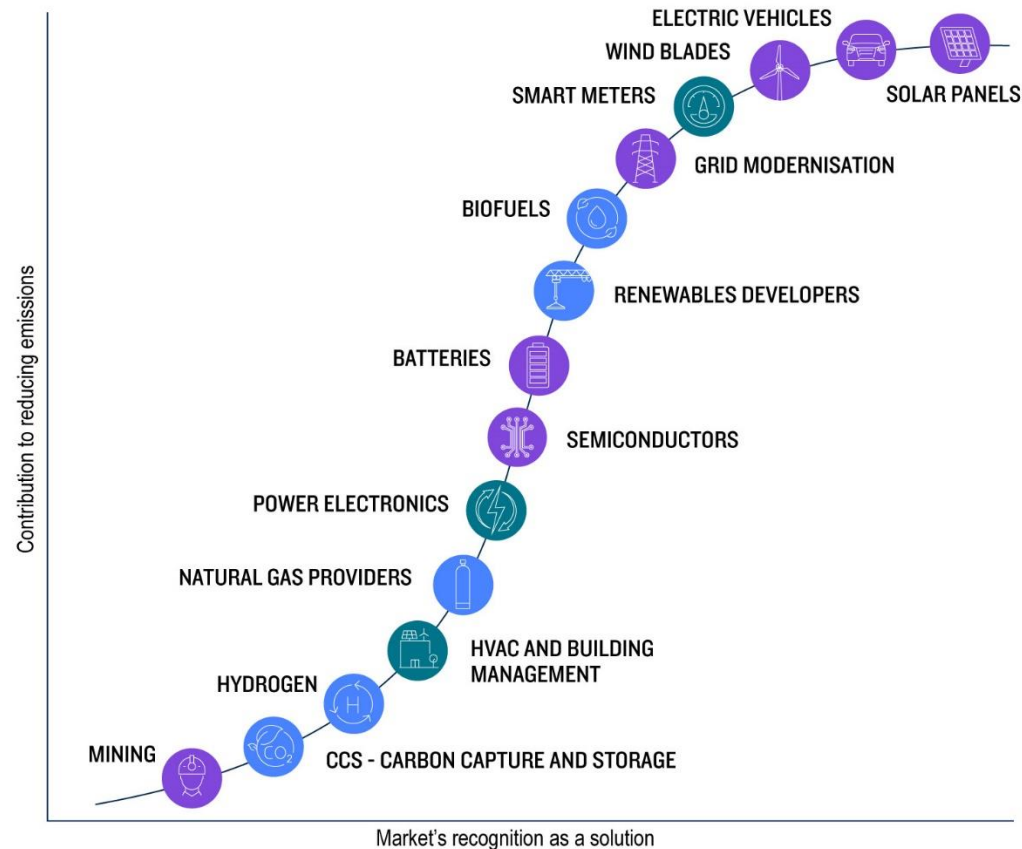 ELECTRIC VEHICLES
WIND BLADES
SOLAR PANELS
SMART METERS
GRID MODERNISATION
BIOFUELS
RENEWABLES DEVELOPERS
BATTERIES
SEMICONDUCTORS
POWER ELECTRONICS
NATURAL GAS PROVIDERS
HVAC AND BUILDING
MANAGEMENT
HYDROGEN
H
CO₂
CCS - CARBON CAPTURE AND STORAGE
MINING
Contribution to reducing emissions
Market's recognition as a solution